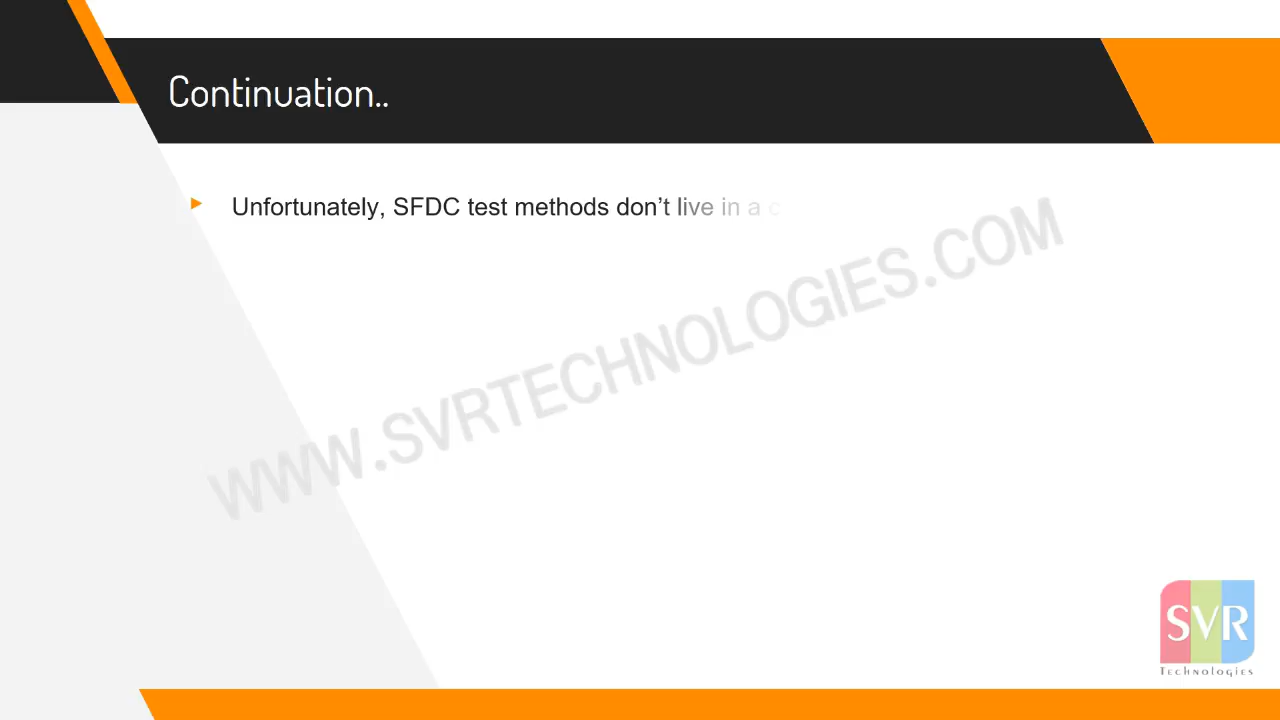 Continuation..
Unfortunately, SFDC test methods don’t live in a
WWW.SVRTECHNOLOGIES.COM
SVR
Technologies